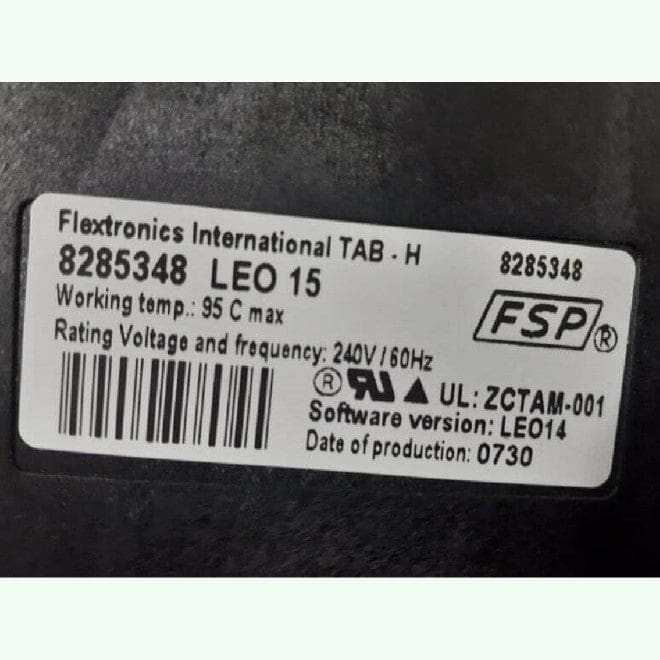 Flextronics International TAB - H
8285348
8285348 LEO 15
Working temp.: 95 C max
FSP®
Rating Voltage and frequency: 240V / 60Hz
® RU ▲ UL: ZCTAM-001
Software version: LEO14
Date of production: 0730